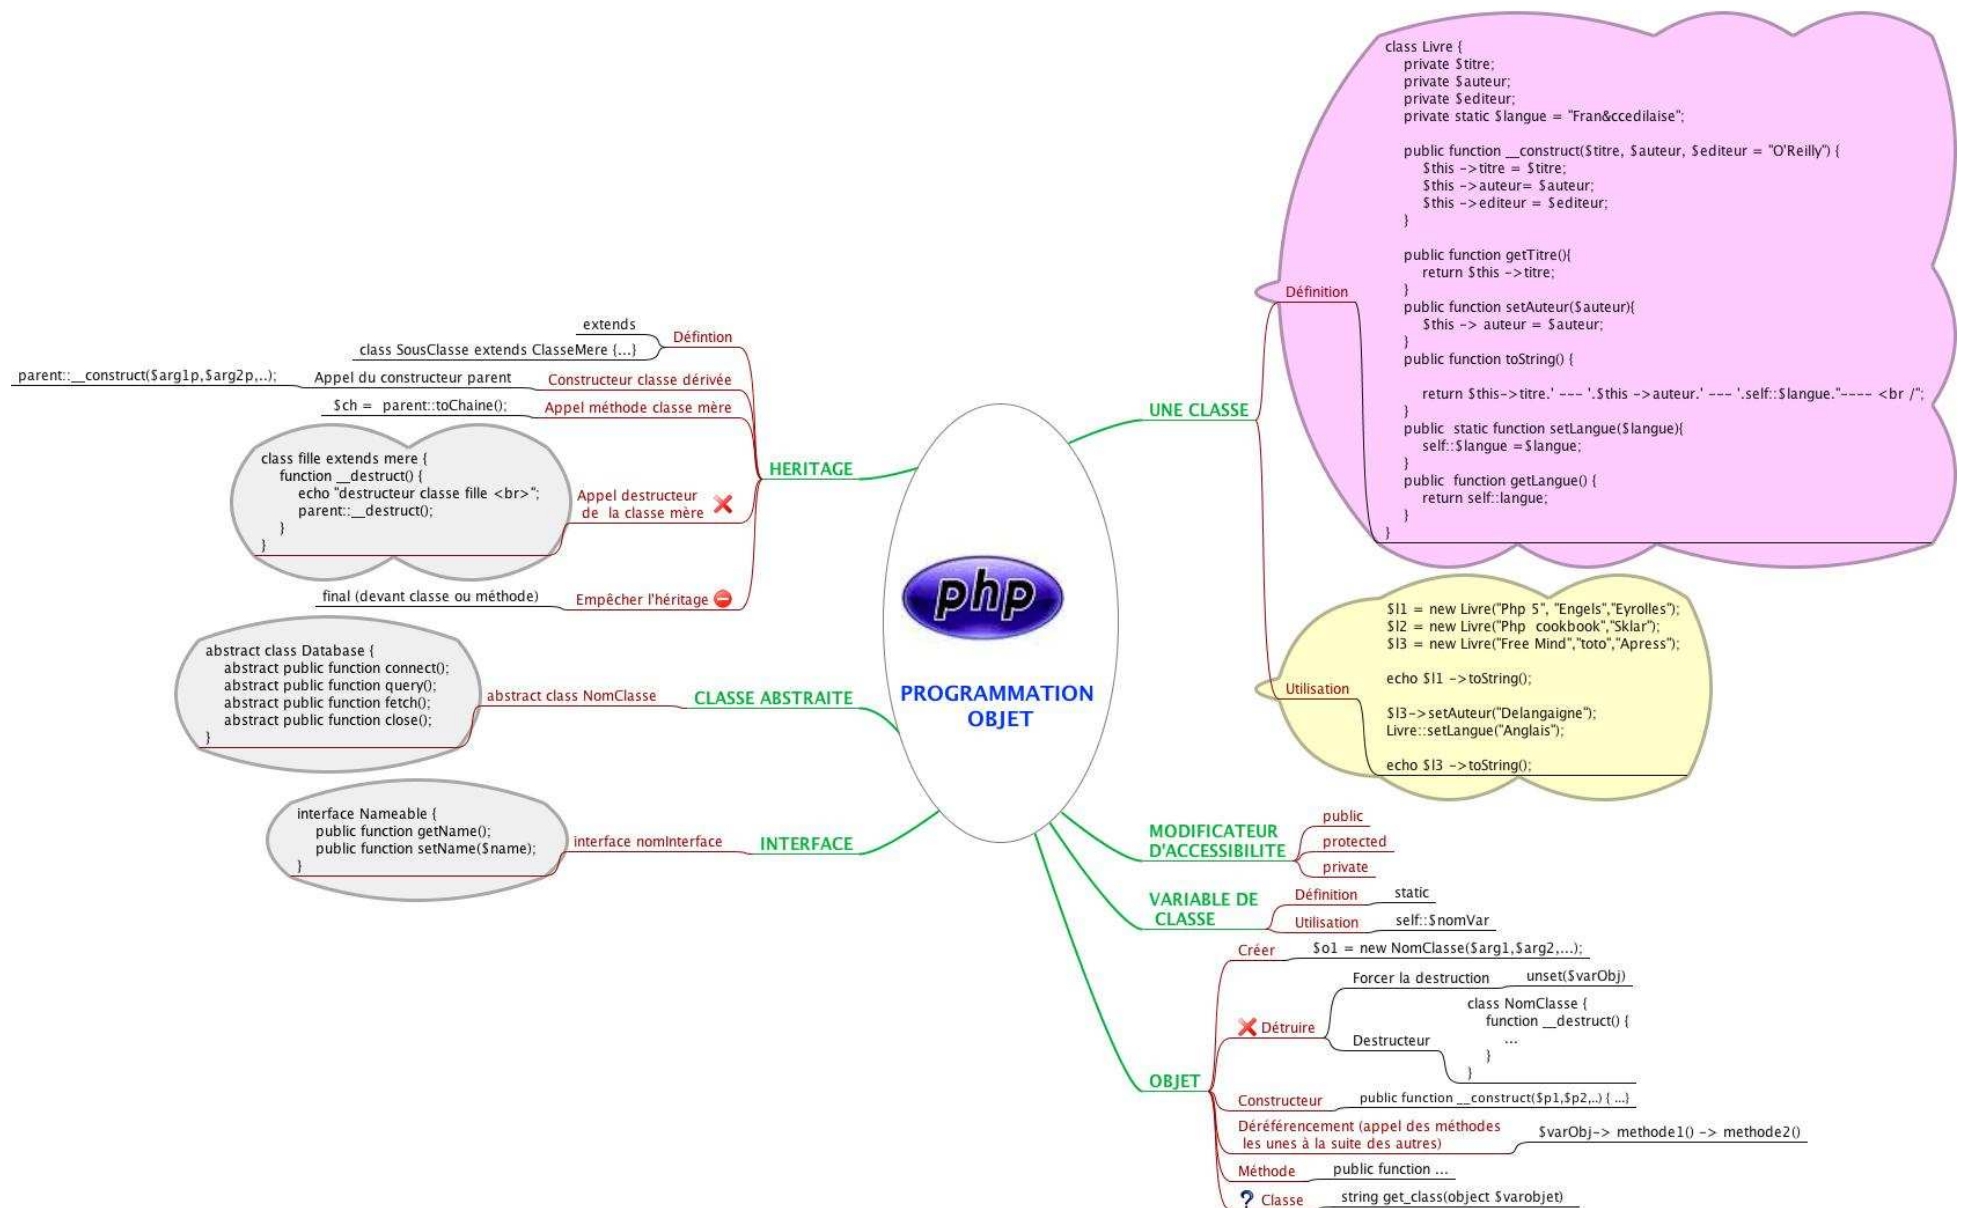 php
PROGRAMMATION
OBJET
UNE CLASSE
Définition
class Livre {
private $titre;
private $auteur;
private $editeur;
private static $langue = "Fran&ccedilaise";
public function __construct($titre, $auteur, $editeur = "O'Reilly") {
$this ->titre = $titre;
$this ->auteur= $auteur;
$this ->editeur = $editeur;
}
public function getTitre(){
return $this ->titre;
}
public function setAuteur($auteur){
$this -> auteur = $auteur;
}
public function toString() {
return $this->titre.' --- '.$this ->auteur.' --- '.self::$langue."---- <br /";
}
public static function setLangue($langue){
self::$langue =$langue;
}
public function getLangue() {
return self::langue;
}
}
Utilisation
$l1 = new Livre("Php 5", "Engels","Eyrolles");
$l2 = new Livre("Php cookbook","Sklar");
$l3 = new Livre("Free Mind","toto","Apress");
echo $l1 ->toString();
$l3->setAuteur("Delangaigne");
Livre::setLangue("Anglais");
echo $l3 ->toString();
MODIFICATEUR
D'ACCESSIBILITE
public
protected
private
VARIABLE DE
CLASSE
Définition
static
Utilisation
self::$nomVar
OBJET
Créer
$o1 = new NomClasse($arg1,$arg2,...);
Détruire
Forcer la destruction
unset($varObj)
Destructeur
class NomClasse {
function __destruct() {
...
}
}
Constructeur
public function __construct($p1,$p2,..) { ...}
Déréférencement (appel des méthodes
les unes à la suite des autres)
$varObj-> methode1() -> methode2()
Méthode
public function ...
? Classe
string get_class(object $varobjet)
HERITAGE
Défintion
extends
class SousClasse extends ClasseMere {...}
Constructeur classe dérivée
Appel du constructeur parent
parent::__construct($arg1p,$arg2p,..);
Appel méthode classe mère
$ch = parent::toChaine();
Appel destructeur
de la classe mère
class fille extends mere {
function __destruct() {
echo "destructeur classe fille <br>";
parent::__destruct();
}
}
Empêcher l'héritage
final (devant classe ou méthode)
CLASSE ABSTRAITE
abstract class NomClasse
abstract class Database {
abstract public function connect();
abstract public function query();
abstract public function fetch();
abstract public function close();
}
INTERFACE
interface nomInterface
interface Nameable {
public function getName();
public function setName($name);
}